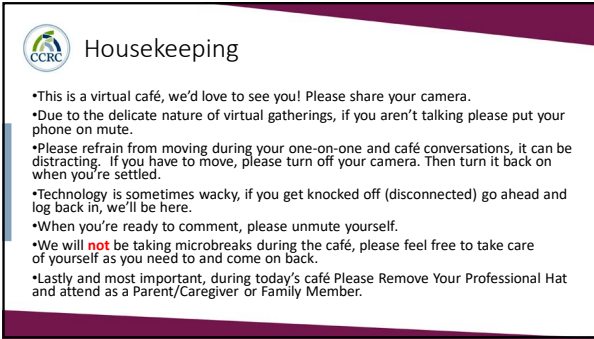 CCRC
Housekeeping
•This is a virtual café, we’d love to see you! Please share your camera.
•Due to the delicate nature of virtual gatherings, if you aren’t talking please put your
phone on mute.
•Please refrain from moving during your one-on-one and café conversations, it can be
distracting.  If you have to move, please turn off your camera. Then turn it back on
when you’re settled.
•Technology is sometimes wacky, if you get knocked off (disconnected) go ahead and
log back in, we’ll be here.
•When you’re ready to comment, please unmute yourself.
•We will not be taking microbreaks during the café, please feel free to take care
of yourself as you need to and come on back.
•Lastly and most important, during today’s café Please Remove Your Professional Hat
and attend as a Parent/Caregiver or Family Member.